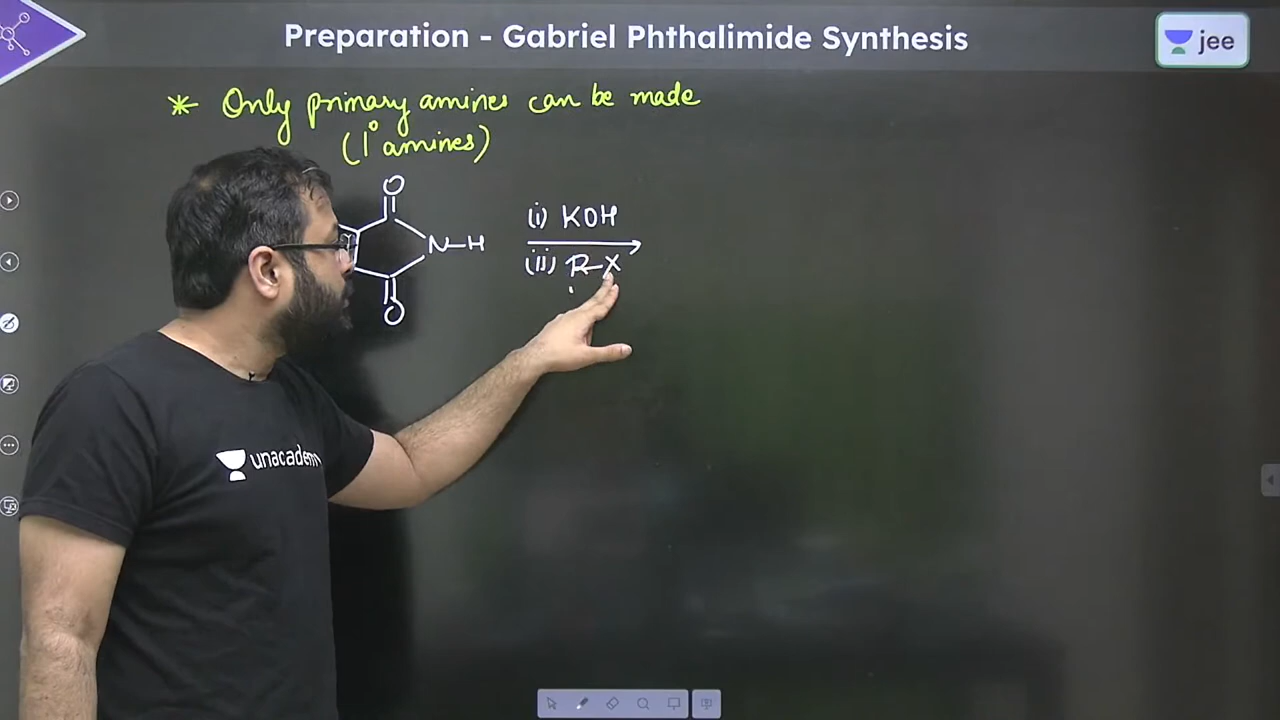 Preparation - Gabriel Phthalimide Synthesis
jee
* Only primary amines can be made
(1° amines)
O
N-H
O
(i) KOH
(ii) R-X
unacadem